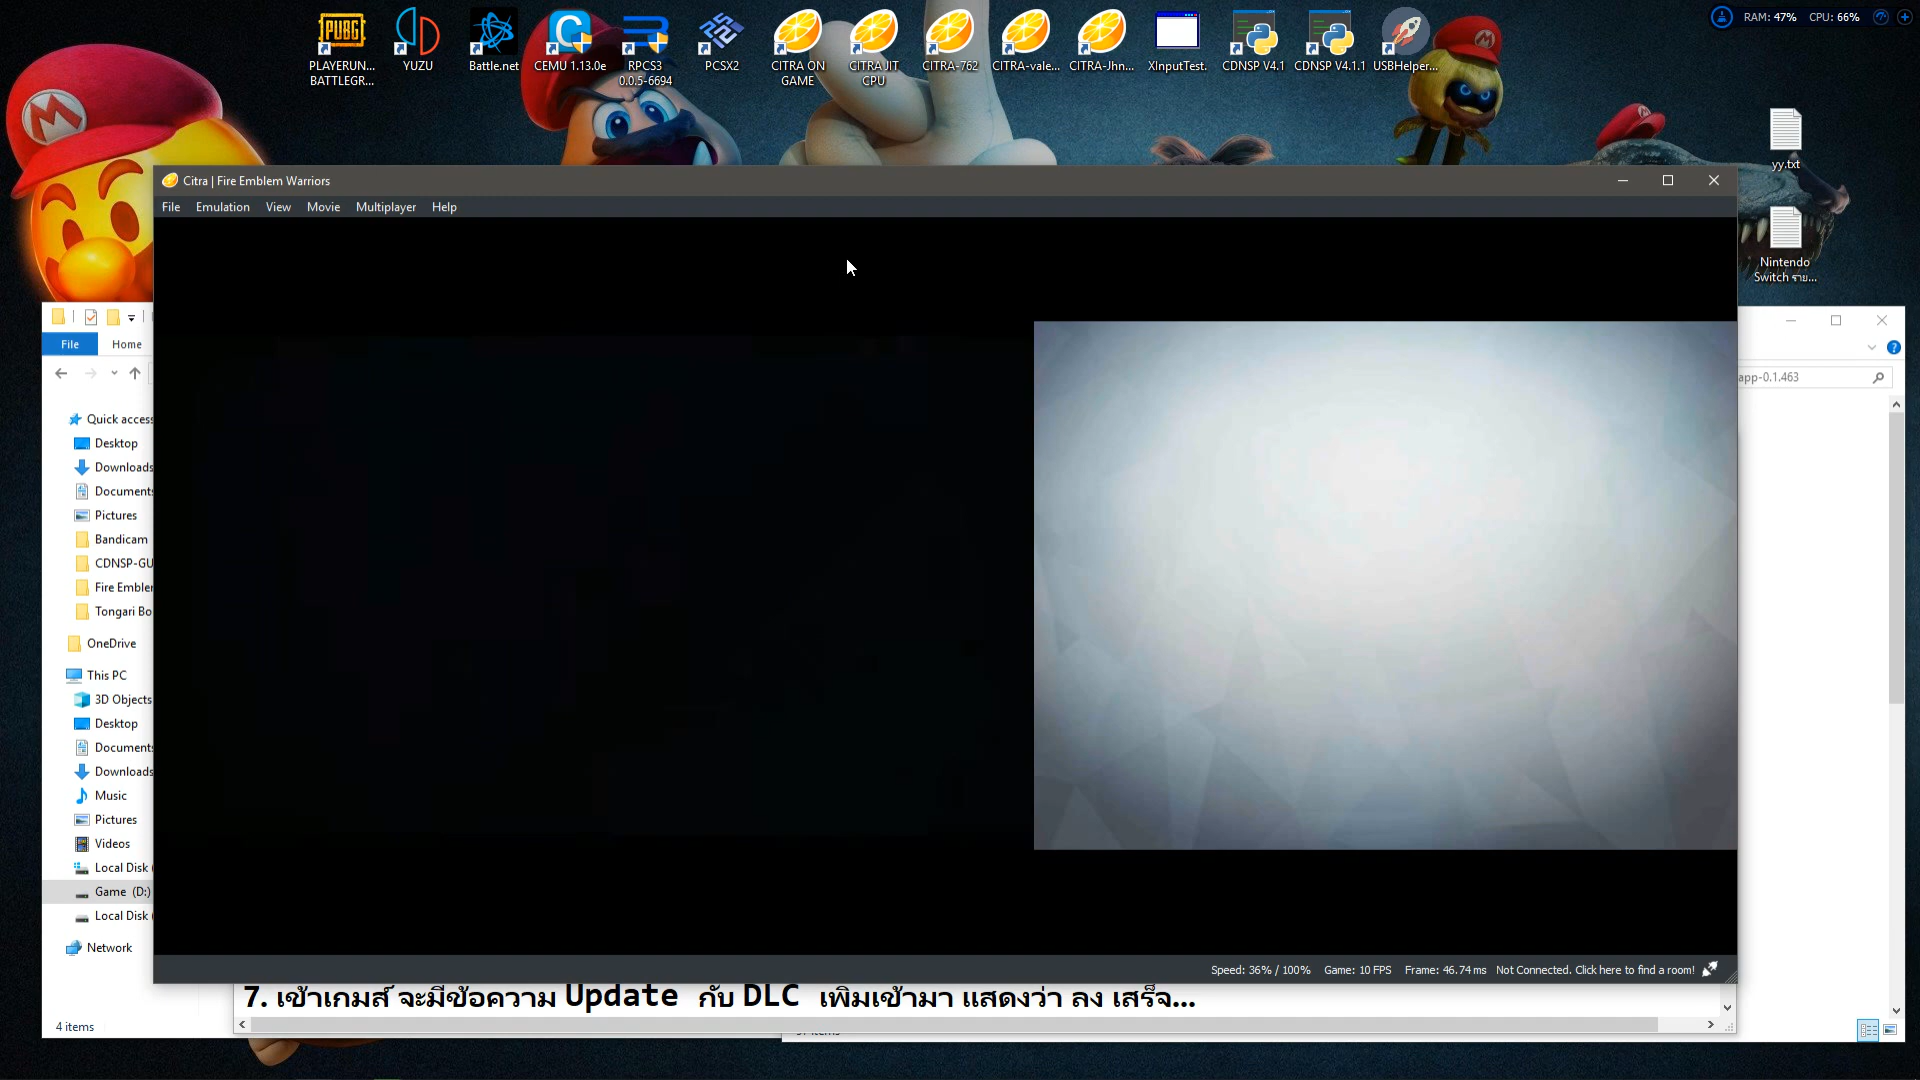 RAM: 47% CPU: 66%
PUBG
PLAYERUN... BATTLEGR...
YUZU
Battle.net
CEMU 1.13.0e
RPCS3 0.0.5-6694
PCSX2
CITRA ON GAME
CITRA JIT CPU
CITRA-762
CITRA-vale...
CITRA-Jhn...
XInputTest.
CDNSP V4.1
CDNSP V4.1.1
USBHelper...
yy.txt
Nintendo
Switch ราย...
Citra | Fire Emblem Warriors
File Emulation View Movie Multiplayer Help
File Home
app-0.1.463
Quick access
Desktop
Downloads
Documents
Pictures
Bandicam
CDNSP-GU
Fire Emble
Tongari Bo
OneDrive
This PC
3D Objects
Desktop
Documents
Downloads
Music
Pictures
Videos
Local Disk
Game (D:)
Local Disk
Network
4 items
Speed: 36% / 100% Game: 10 FPS Frame: 46.74 ms Not Connected. Click here to find a room!
7. เข้าเกมส์ จะมีข้อความ Update กับ DLC เพิ่มเข้ามา แสดงว่า ลง เสร็จ...